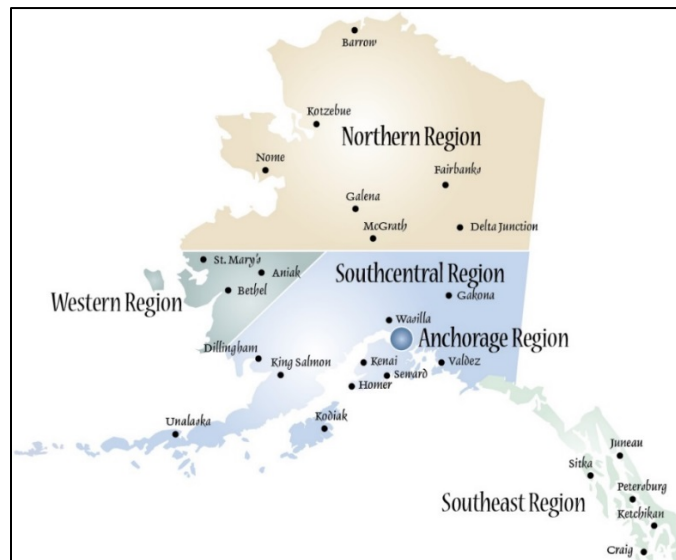 Barrow
Kotzebue
Northern Region
Nome
Fairbanks
Galena
McGrath
Delta Junction
St. Mary's
Aniak
Southcentral Region
Bethel
Western Region
Gakona
Wasilla
Anchorage Region
Dillingham
King Salmon
Kenai
Valdez
Seward
Homer
Unalaska
Kodiak
Juneau
Sitka
Petersburg
Southeast Region
Ketchikan
Craig